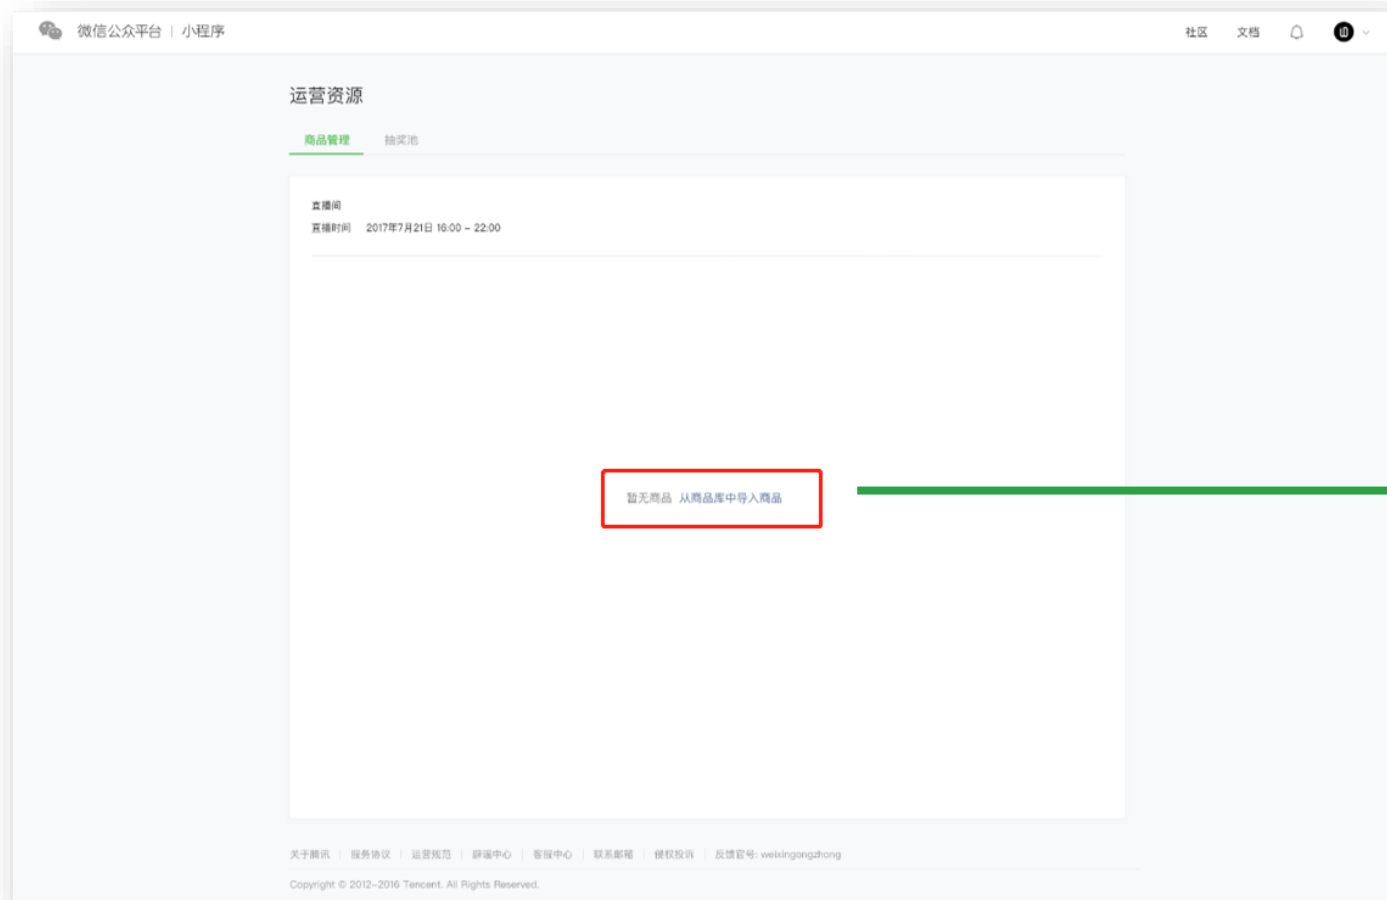 微信公众平台 | 小程序
社区 文档
运营资源
商品管理 抽奖池
直播间
直播时间 2017年7月21日 16:00 – 22:00
暂无商品 从商品库中导入商品
关于腾讯 | 服务协议 | 运营规范 | 辟谣中心 | 客服中心 | 联系邮箱 | 侵权投诉 | 反馈官号: weixingongzhong
Copyright © 2012–2016 Tencent. All Rights Reserved.